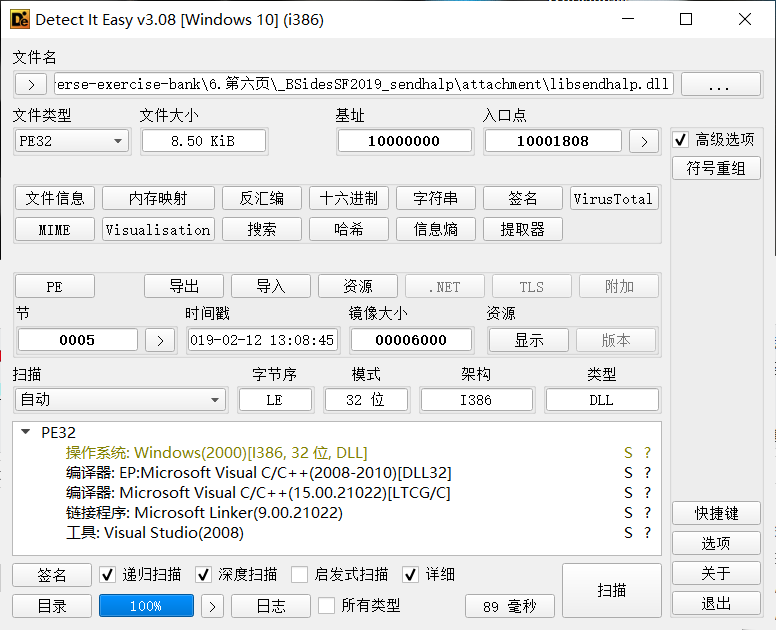 Detect It Easy v3.08 [Windows 10] (i386)
文件名
> erse-exercise-bank\6.第六页\_BSidesSF2019_sendhalp\attachment\libsendhalp.dll ...
文件类型 文件大小 基址 入口点
PE32 8.50 KiB 10000000 10001808 > 高级选项
符号重组
文件信息 内存映射 反汇编 十六进制 字符串 签名 VirusTotal
MIME Visualisation 搜索 哈希 信息熵 提取器
PE 导出 导入 资源 .NET TLS 附加
节 时间戳 镜像大小 资源
0005 > 019-02-12 13:08:45 00006000 显示 版本
扫描 字节序 模式 架构 类型
自动 LE 32 位 I386 DLL
PE32
操作系统: Windows(2000)[I386, 32 位, DLL] S ?
编译器: EP:Microsoft Visual C/C++(2008-2010)[DLL32] S ?
编译器: Microsoft Visual C/C++(15.00.21022)[LTCG/C] S ?
链接程序: Microsoft Linker(9.00.21022) S ?
工具: Visual Studio(2008) S ?
快捷键
选项
关于
退出
签名 递归扫描 深度扫描 启发式扫描 详细
目录 100% > 日志 所有类型 89 毫秒 扫描